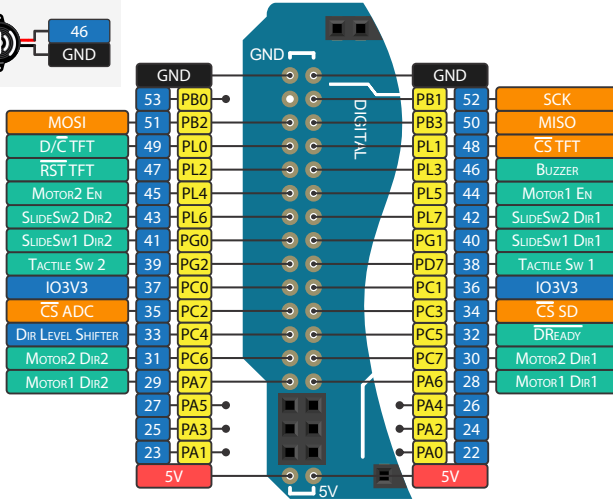 46
GND
GND
GND
GND
53 PB0 PB1 52 SCK
MOSI 51 PB2 PB3 50 MISO
D/C TFT 49 PL0 PL1 48 CS TFT
RST TFT 47 PL2 PL3 46 BUZZER
MOTOR2 EN 45 PL4 PL5 44 MOTOR1 EN
SLIDESW2 DIR2 43 PL6 PL7 42 SLIDESW2 DIR1
SLIDESW1 DIR2 41 PG0 PG1 40 SLIDESW1 DIR1
TACTILE SW 2 39 PG2 PD7 38 TACTILE SW 1
IO3V3 37 PC0 PC1 36 IO3V3
CS ADC 35 PC2 PC3 34 CS SD
DIR LEVEL SHIFTER 33 PC4 PC5 32 DREADY
MOTOR2 DIR2 31 PC6 PC7 30 MOTOR2 DIR1
MOTOR1 DIR2 29 PA7 PA6 28 MOTOR1 DIR1
27 PA5 PA4 26
25 PA3 PA2 24
23 PA1 PA0 22
5V 5V
5V
DIGITAL